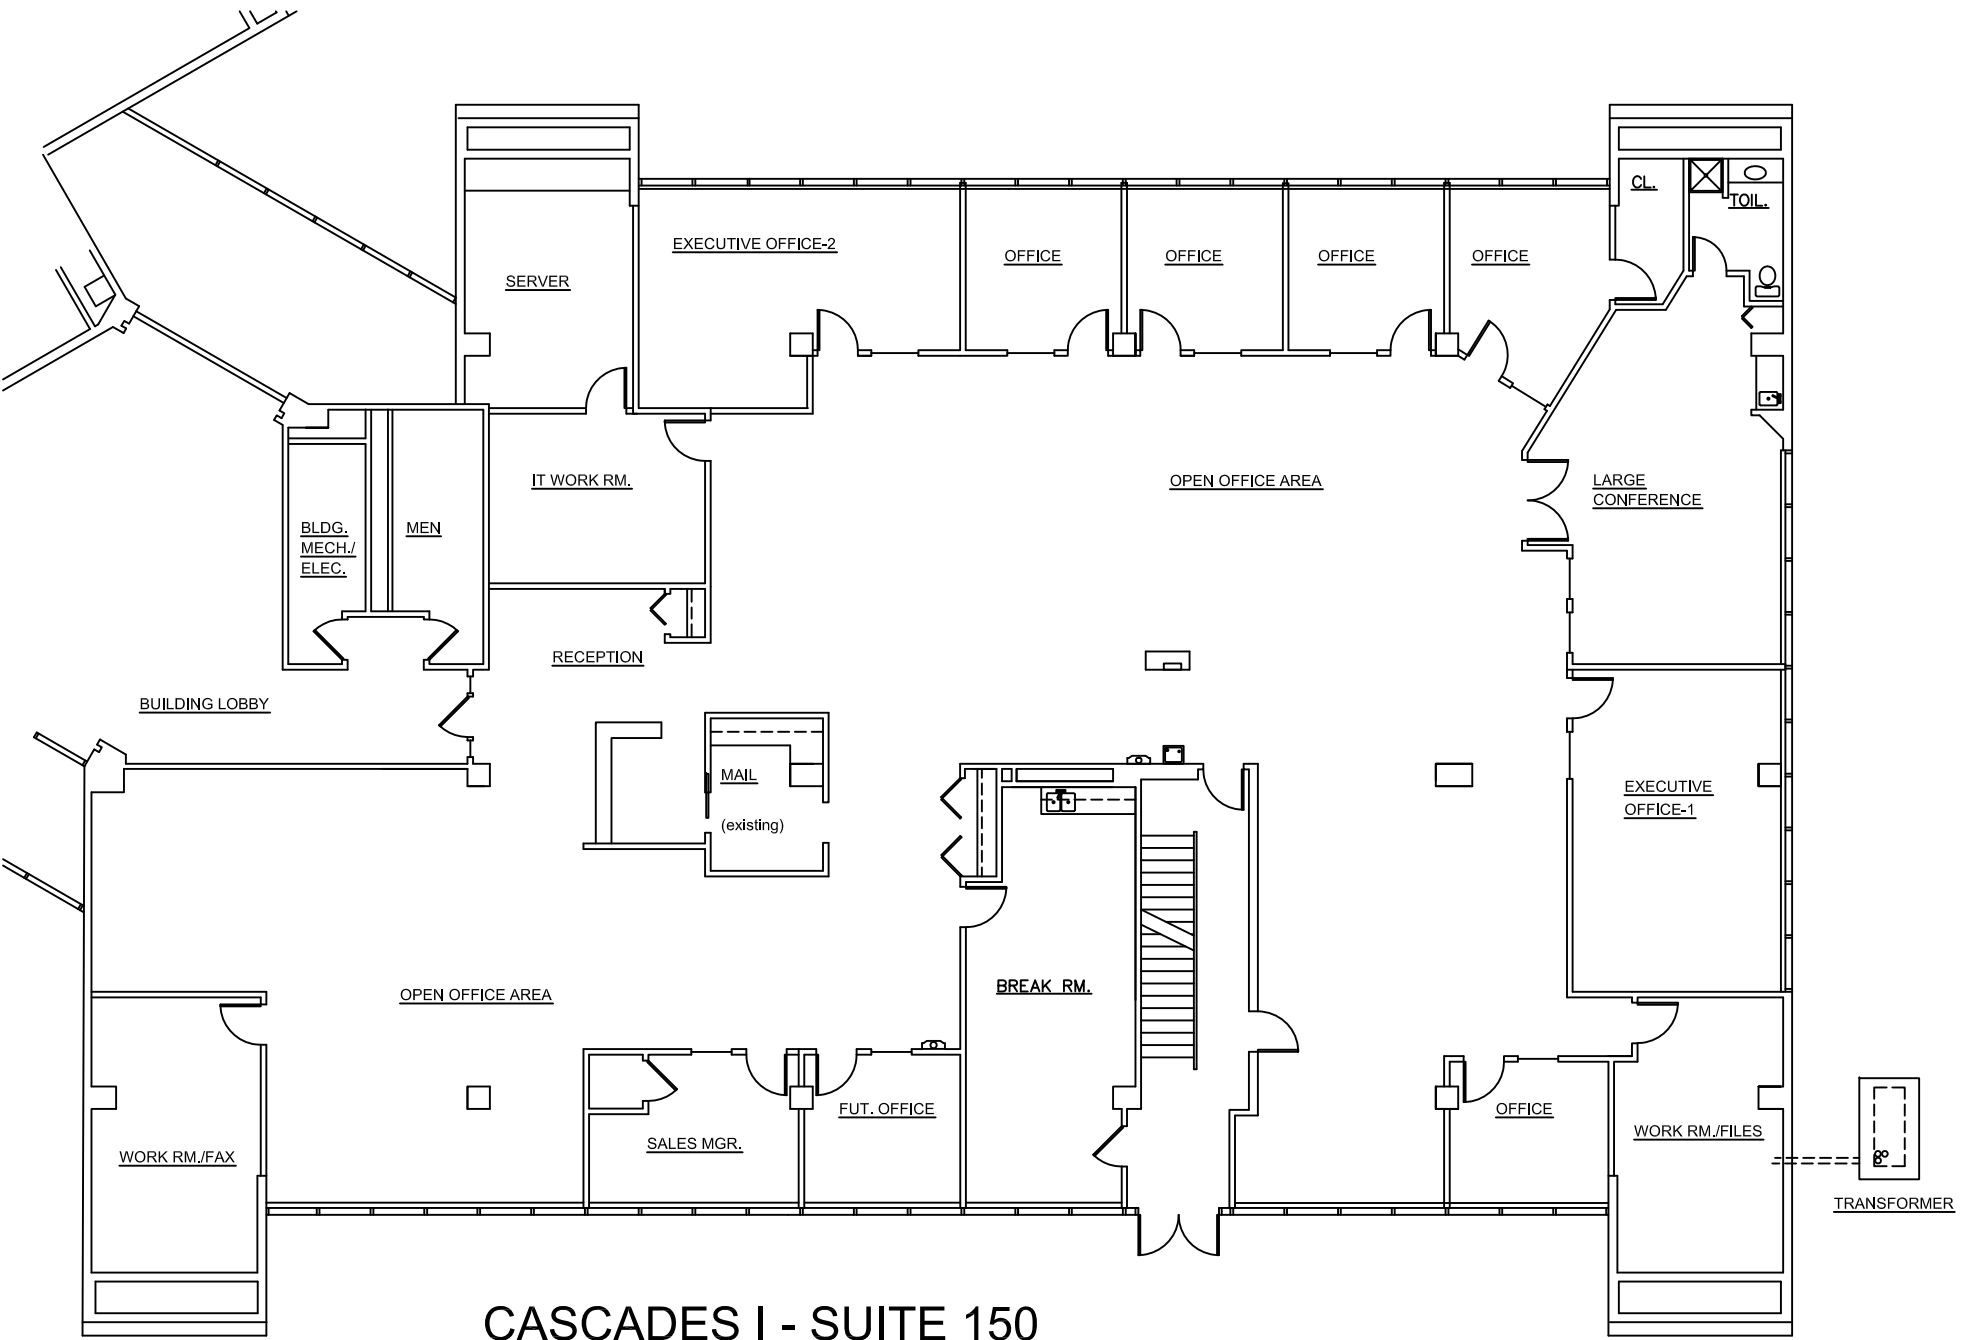 CL.
TOIL.
EXECUTIVE OFFICE-2
OFFICE
OFFICE
OFFICE
OFFICE
SERVER
IT WORK RM.
OPEN OFFICE AREA
LARGE
CONFERENCE
BLDG.
MECH./
ELEC.
MEN
RECEPTION
BUILDING LOBBY
MAIL
(existing)
EXECUTIVE
OFFICE-1
BREAK RM.
OPEN OFFICE AREA
FUT. OFFICE
OFFICE
SALES MGR.
WORK RM./FILES
WORK RM./FAX
TRANSFORMER
CASCADES I - SUITE 150